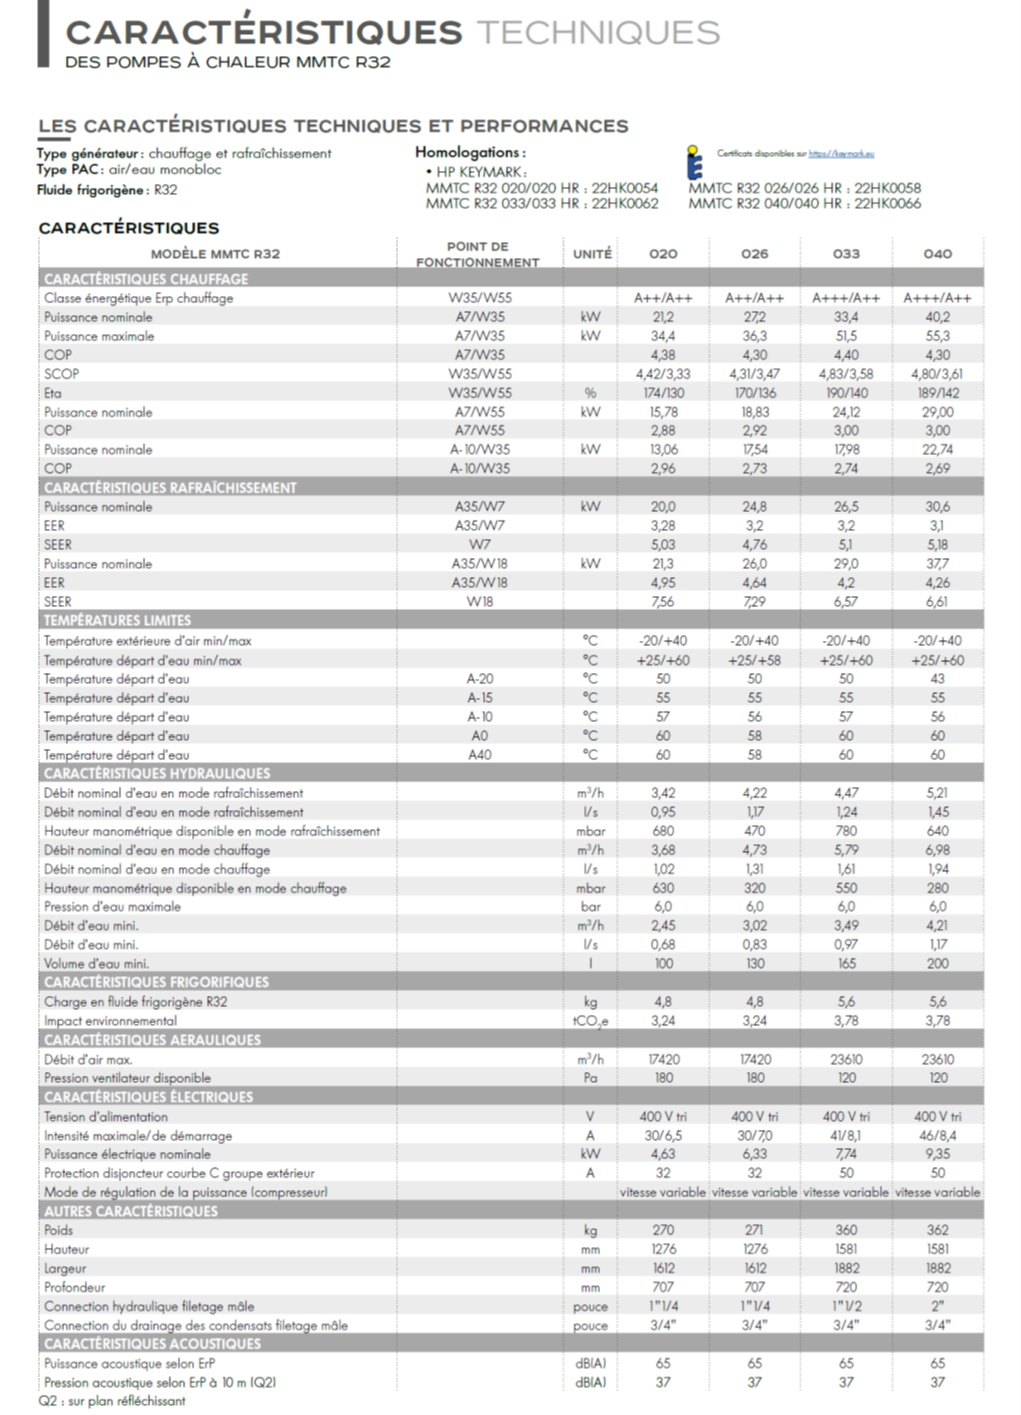 CARACTÉRISTIQUES TECHNIQUES
DES POMPES À CHALEUR MMTC R32
LES CARACTÉRISTIQUES TECHNIQUES ET PERFORMANCES
Type générateur : chauffage et rafraîchissement
Type PAC : air/eau monobloc
Fluide frigorigène : R32
Homologations :
• HP KEYMARK :
MMTC R32 020/020 HR : 22HK0054
MMTC R32 033/033 HR : 22HK0062
Certificats disponibles sur https://keymark.eu
MMTC R32 026/026 HR : 22HK0058
MMTC R32 040/040 HR : 22HK0066
CARACTÉRISTIQUES
MODÈLE MMTC R32 POINT DE FONCTIONNEMENT UNITÉ 020 026 033 040
CARACTÉRISTIQUES CHAUFFAGE
Classe énergétique Erp chauffage W35/W55 A++/A++ A++/A++ A+++/A++ A+++/A++
Puissance nominale A7/W35 kW 21,2 27,2 33,4 40,2
Puissance maximale A7/W35 kW 34,4 36,3 51,5 55,3
COP A7/W35 4,38 4,30 4,40 4,30
SCOP W35/W55 4,42/3,33 4,31/3,47 4,83/3,58 4,80/3,61
Eta W35/W55 % 174/130 170/136 190/140 189/142
Puissance nominale A7/W55 kW 15,78 18,83 24,12 29,00
COP A7/W55 2,88 2,92 3,00 3,00
Puissance nominale A-10/W35 kW 13,06 17,54 17,98 22,74
COP A-10/W35 2,96 2,73 2,74 2,69
CARACTÉRISTIQUES RAFRAÎCHISSEMENT
Puissance nominale A35/W7 kW 20,0 24,8 26,5 30,6
EER A35/W7 3,28 3,2 3,2 3,1
SEER W7 5,03 4,76 5,1 5,18
Puissance nominale A35/W18 kW 21,3 26,0 29,0 37,7
EER A35/W18 4,95 4,64 4,2 4,26
SEER W18 7,56 7,29 6,57 6,61
TEMPÉRATURES LIMITES
Température extérieure d'air min/max °C -20/+40 -20/+40 -20/+40 -20/+40
Température départ d'eau min/max °C +25/+60 +25/+58 +25/+60 +25/+60
Température départ d'eau A-20 °C 50 50 50 43
Température départ d'eau A-15 °C 55 55 55 55
Température départ d'eau A-10 °C 57 56 57 56
Température départ d'eau A0 °C 60 58 60 60
Température départ d'eau A40 °C 60 58 60 60
CARACTÉRISTIQUES HYDRAULIQUES
Débit nominal d'eau en mode rafraîchissement m³/h 3,42 4,22 4,47 5,21
Débit nominal d'eau en mode rafraîchissement l/s 0,95 1,17 1,24 1,45
Hauteur manométrique disponible en mode rafraîchissement mbar 680 470 780 640
Débit nominal d'eau en mode chauffage m³/h 3,68 4,73 5,79 6,98
Débit nominal d'eau en mode chauffage l/s 1,02 1,31 1,61 1,94
Hauteur manométrique disponible en mode chauffage mbar 630 320 550 280
Pression d'eau maximale bar 6,0 6,0 6,0 6,0
Débit d'eau mini. m³/h 2,45 3,02 3,49 4,21
Débit d'eau mini. l/s 0,68 0,83 0,97 1,17
Volume d'eau mini. l 100 130 165 200
CARACTÉRISTIQUES FRIGORIFIQUES
Charge en fluide frigorigène R32 kg 4,8 4,8 5,6 5,6
Impact environnemental tCO₂e 3,24 3,24 3,78 3,78
CARACTÉRISTIQUES AERAULIQUES
Débit d'air max. m³/h 17420 17420 23610 23610
Pression ventilateur disponible Pa 180 180 120 120
CARACTÉRISTIQUES ÉLECTRIQUES
Tension d'alimentation V 400 V tri 400 V tri 400 V tri 400 V tri
Intensité maximale/de démarrage A 30/6,5 30/7,0 41/8,1 46/8,4
Puissance électrique nominale kW 4,63 6,33 7,74 9,35
Protection disjoncteur courbe C groupe extérieur A 32 32 50 50
Mode de régulation de la puissance (compresseur) vitesse variable vitesse variable vitesse variable vitesse variable
AUTRES CARACTÉRISTIQUES
Poids kg 270 271 360 362
Hauteur mm 1276 1276 1581 1581
Largeur mm 1612 1612 1882 1882
Profondeur mm 707 707 720 720
Connection hydraulique filetage mâle pouce 1"1/4 1"1/4 1"1/2 2"
Connection du drainage des condensats filetage mâle pouce 3/4" 3/4" 3/4" 3/4"
CARACTÉRISTIQUES ACOUSTIQUES
Puissance acoustique selon ErP dB(A) 65 65 65 65
Pression acoustique selon ErP à 10 m (Q2) dB(A) 37 37 37 37
Q2 : sur plan réfléchissant